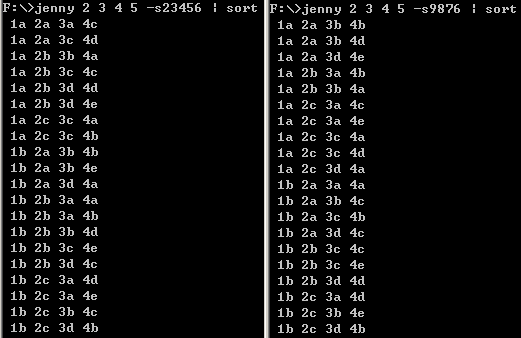 F:\>jenny 2 3 4 5 -s23456 | sort
1a 2a 3a 4c
1a 2a 3c 4d
1a 2b 3b 4a
1a 2b 3c 4c
1a 2b 3d 4d
1a 2b 3d 4e
1a 2c 3c 4a
1a 2c 3c 4b
1b 2a 3b 4b
1b 2a 3b 4e
1b 2a 3d 4a
1b 2b 3a 4a
1b 2b 3a 4b
1b 2b 3b 4d
1b 2b 3c 4e
1b 2b 3d 4c
1b 2c 3a 4d
1b 2c 3a 4e
1b 2c 3b 4c
1b 2c 3d 4b
F:\>jenny 2 3 4 5 -s9876 | sort
1a 2a 3b 4b
1a 2a 3b 4d
1a 2a 3d 4e
1a 2b 3a 4b
1a 2b 3b 4a
1a 2c 3a 4c
1a 2c 3a 4e
1a 2c 3c 4a
1a 2c 3c 4d
1a 2c 3d 4a
1b 2a 3a 4a
1b 2a 3b 4c
1b 2a 3c 4b
1b 2a 3d 4c
1b 2b 3c 4c
1b 2b 3c 4e
1b 2b 3d 4d
1b 2c 3a 4d
1b 2c 3b 4e
1b 2c 3d 4b